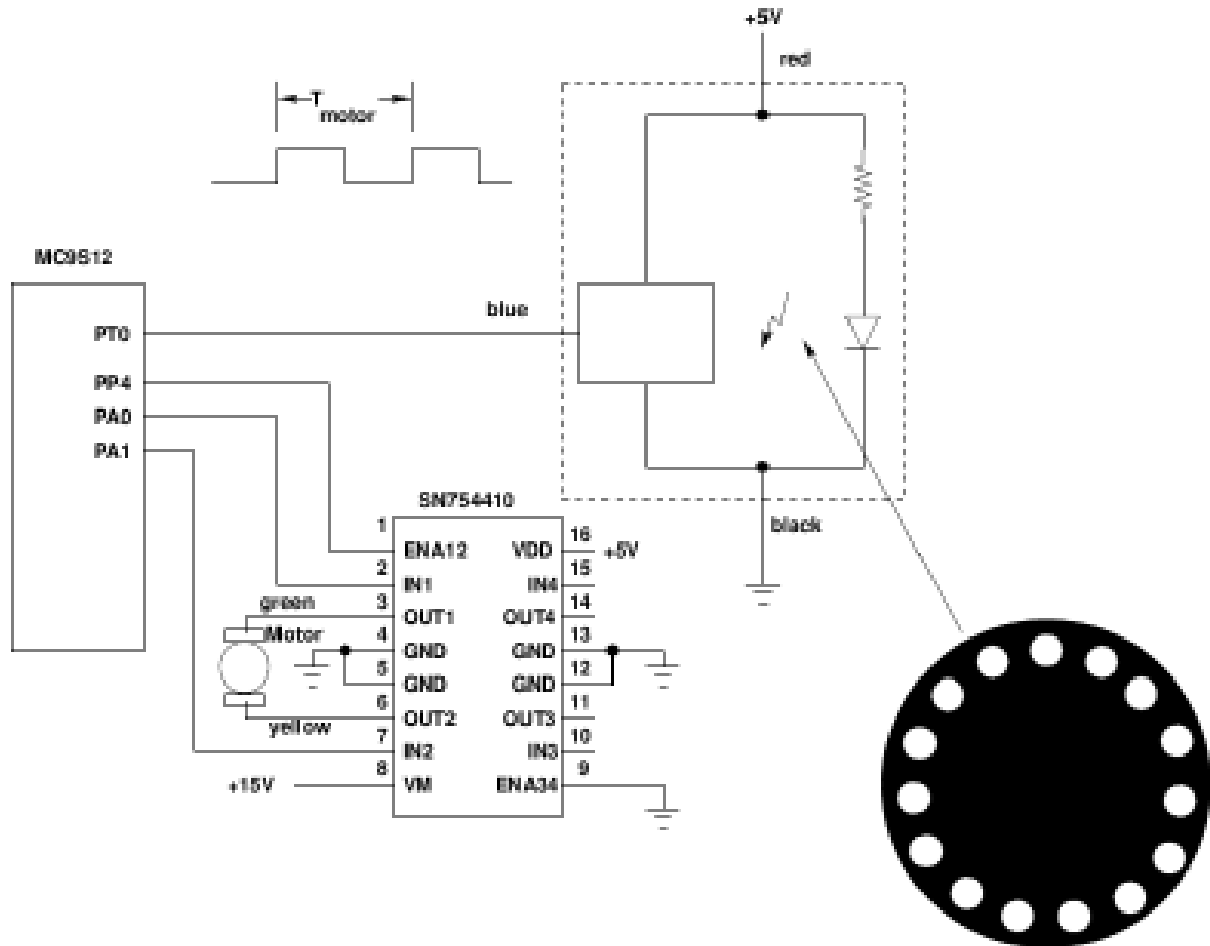 +5V
red
T
motor
MC9S12
blue
PT0
PP4
PA0
PA1
black
SN754410
1
16
ENA12
VDD
+5V
2
15
IN1
IN4
green
3
14
OUT1
OUT4
Motor
4
13
GND
GND
5
12
GND
GND
6
11
OUT2
OUT3
yellow
7
10
IN2
IN3
8
9
+15V
VM
ENA34